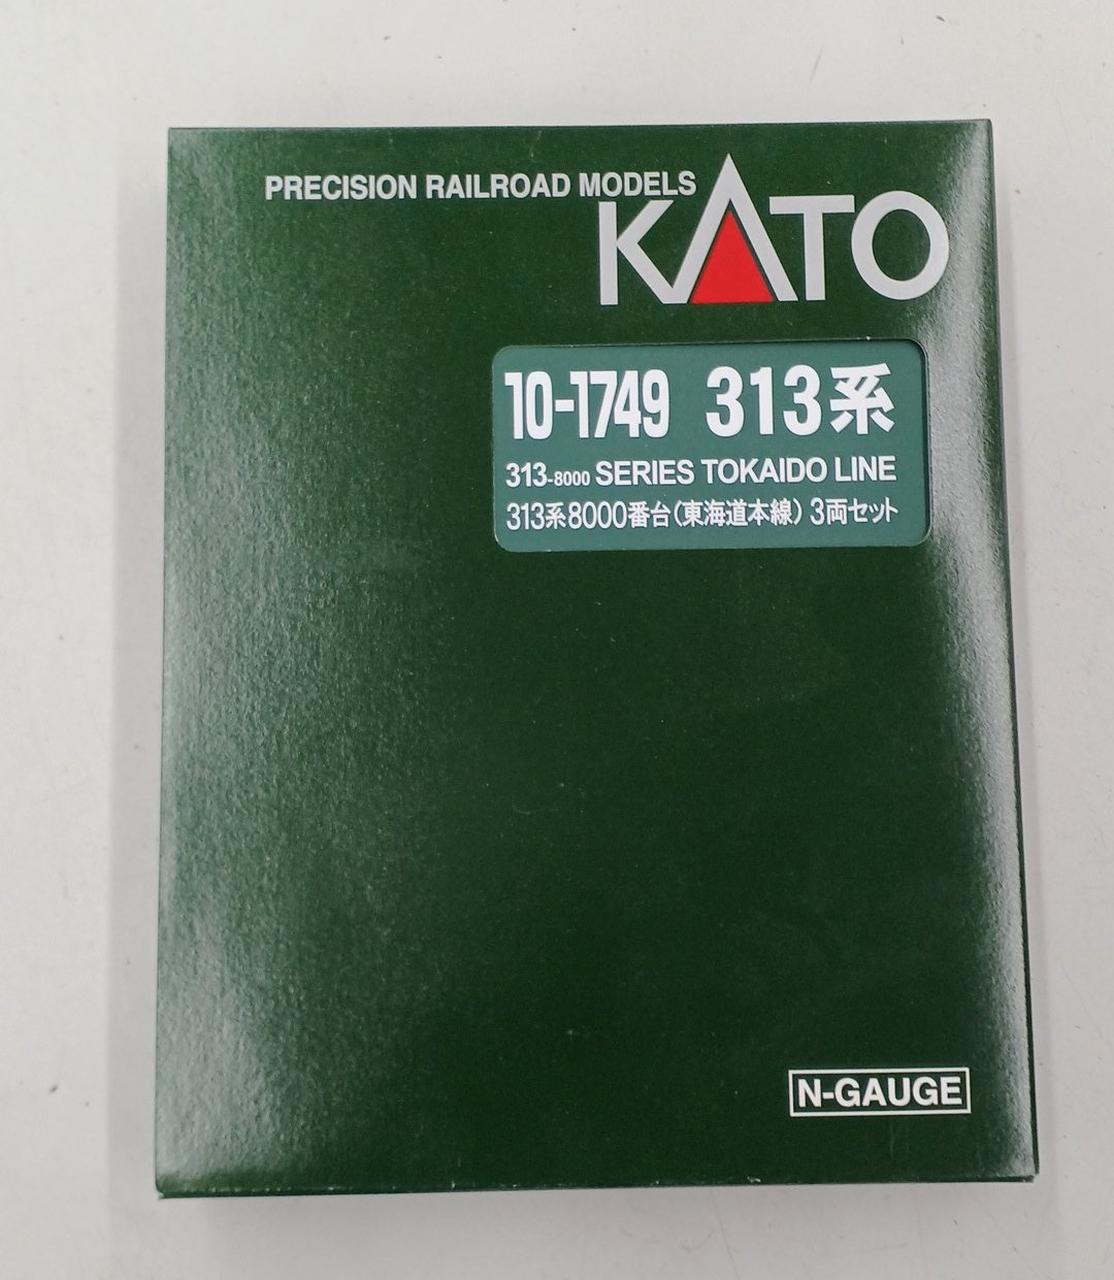 PRECISION RAILROAD MODELS
KATO
10-1749 313系
313-8000 SERIES TOKAIDO LINE
313系8000番台(東海道本線) 3両セット
N-GAUGE